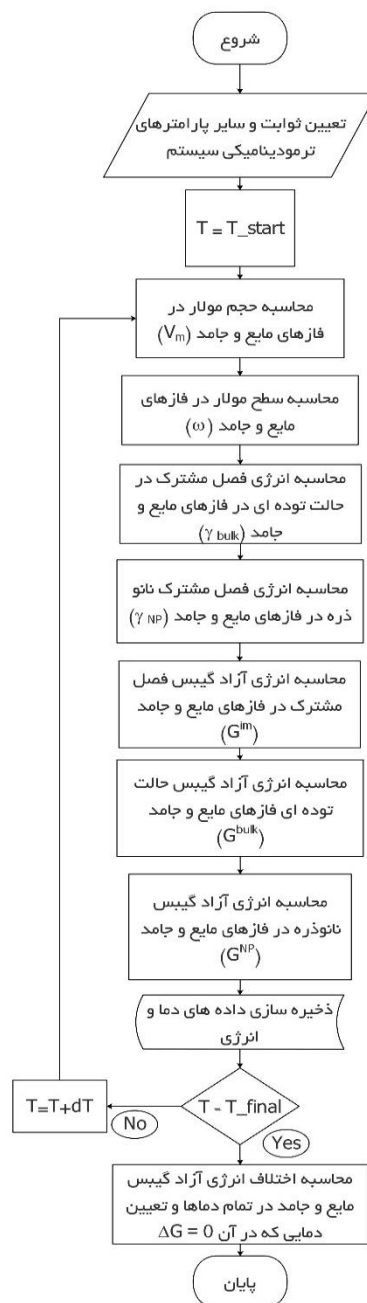 شروع
تعیین ثوابت و سایر پارامترهای
ترمودینامیکی سیستم
T = T_start
محاسبه حجم مولار در
فازهای مایع و جامد (Vm)
محاسبه سطح مولار در فازهای
مایع و جامد (ω)
محاسبه انرژی فصل مشترک در
حالت توده ای در فازهای مایع و
جامد (γ bulk)
محاسبه انرژی فصل مشترک نانو
ذره در فازهای مایع و جامد (γ NP)
محاسبه انرژی آزاد گیبس فصل
مشترک در فازهای مایع و جامد
(Gim)
محاسبه انرژی آزاد گیبس حالت
توده ای فازهای مایع و جامد
(Gbulk)
محاسبه انرژی آزاد گیبس
نانوذره در فازهای مایع و جامد
(GNP)
ذخیره سازی داده های دما و
انرژی
T - T_final
T=T+dT
No
Yes
محاسبه اختلاف انرژی آزاد گیبس
مایع و جامد در تمام دماها و تعیین
دمایی که در آن ΔG = 0
پایان